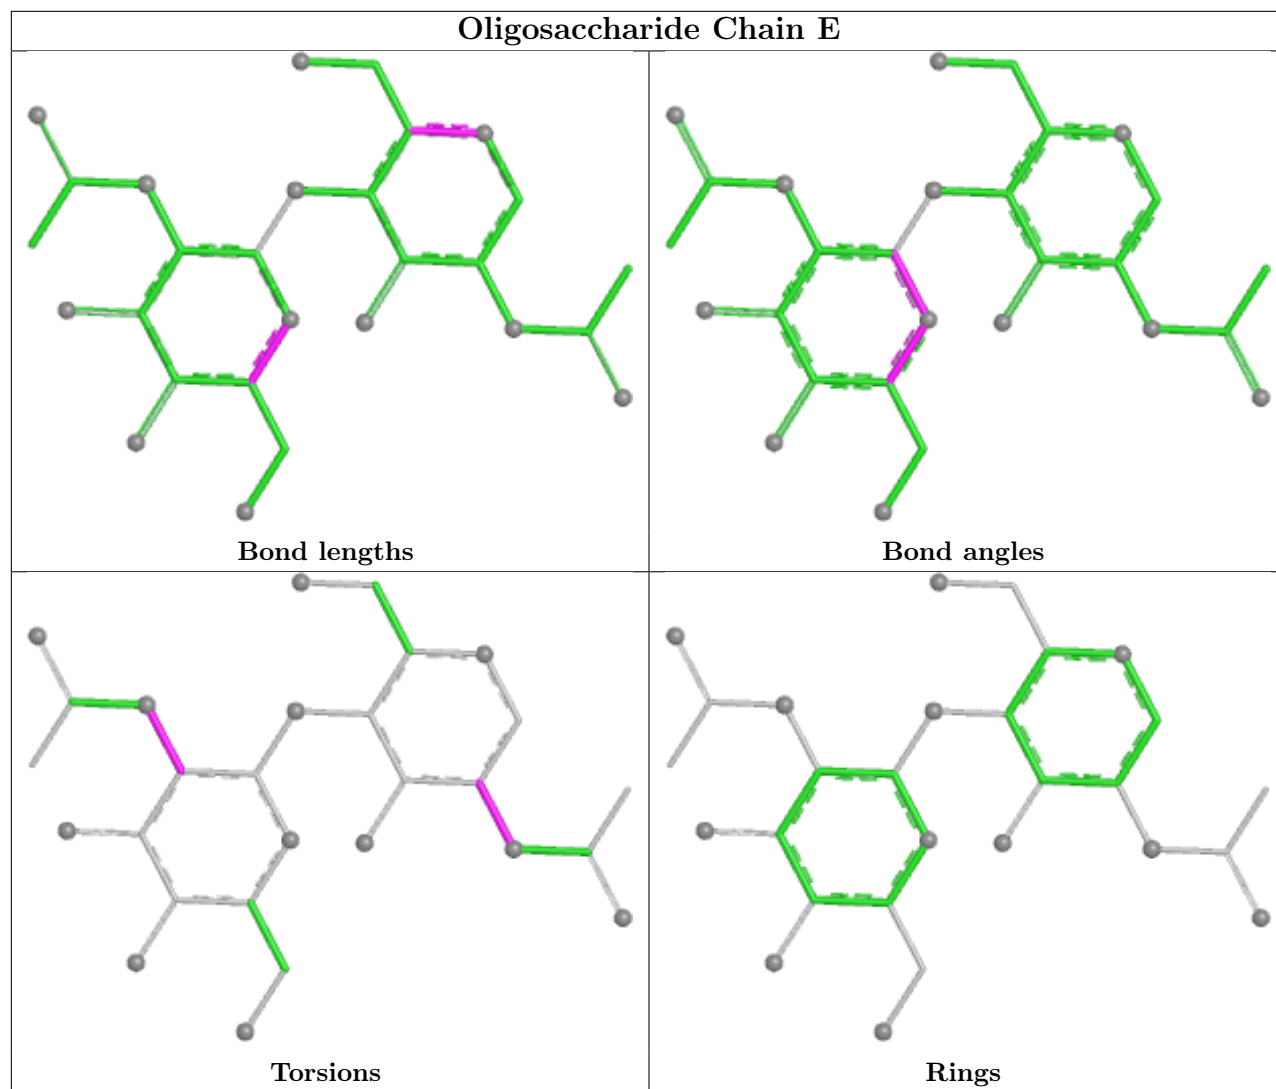 Oligosaccharide Chain E
Bond lengths
Bond angles
Torsions
Rings